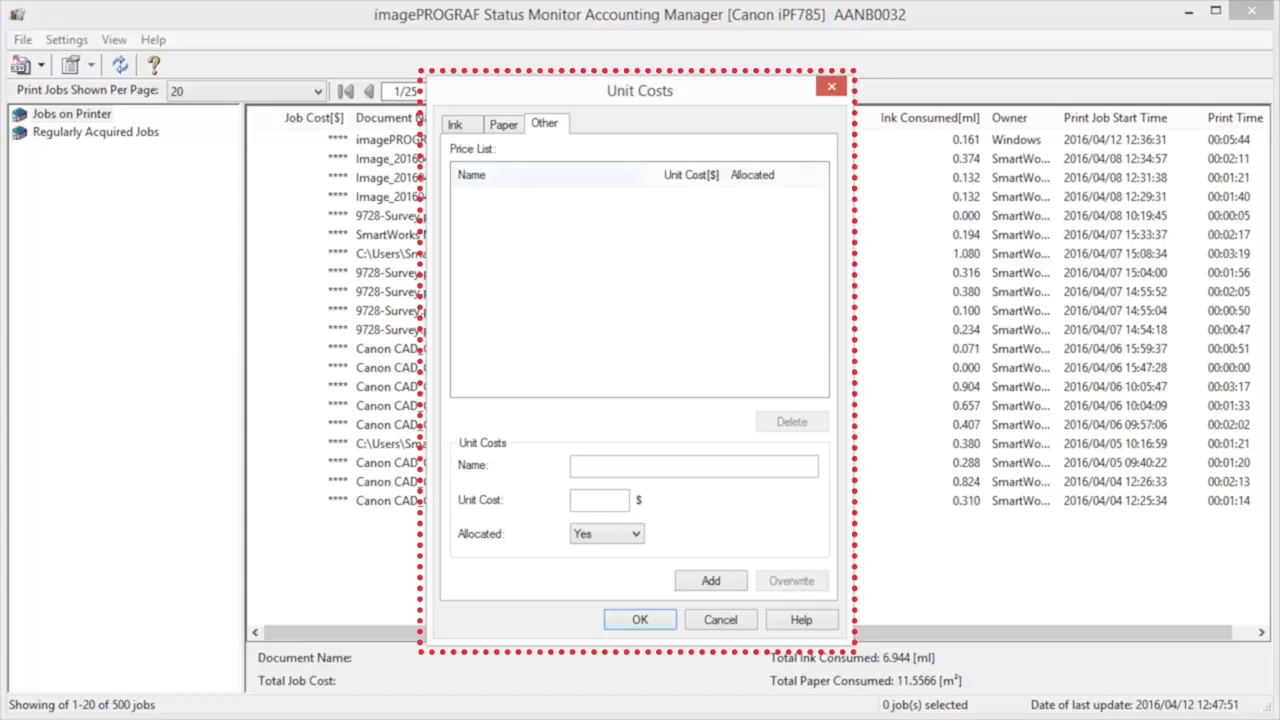 imagePROGRAF Status Monitor Accounting Manager [Canon iPF785] AANB0032
File Settings View Help
CSV
Print Jobs Shown Per Page: 20 1/25
Jobs on Printer
Regularly Acquired Jobs
Job Cost[$] Document N Ink Consumed[ml] Owner Print Job Start Time Print Time
**** imagePROGR 0.161 Windows 2016/04/12 12:36:31 00:05:44
**** Image_2016 0.374 SmartWo... 2016/04/08 12:34:57 00:02:11
**** Image_2016 0.132 SmartWo... 2016/04/08 12:31:38 00:01:21
**** Image_2016 0.132 SmartWo... 2016/04/08 12:29:31 00:01:40
**** 9728-Survey. 0.000 SmartWo... 2016/04/08 10:19:45 00:00:05
**** SmartWorks 0.194 SmartWo... 2016/04/07 15:33:37 00:02:17
**** C:\Users\Sma 1.080 SmartWo... 2016/04/07 15:08:34 00:03:19
**** 9728-Survey. 0.316 SmartWo... 2016/04/07 15:04:00 00:01:56
**** 9728-Survey. 0.380 SmartWo... 2016/04/07 14:55:52 00:02:05
**** 9728-Survey. 0.100 SmartWo... 2016/04/07 14:55:04 00:00:50
**** 9728-Survey. 0.234 SmartWo... 2016/04/07 14:54:18 00:00:47
**** Canon CAD_ 0.071 SmartWo... 2016/04/06 15:59:37 00:00:51
**** Canon CAD_ 0.000 SmartWo... 2016/04/06 15:47:28 00:00:00
**** Canon CAD_ 0.904 SmartWo... 2016/04/06 10:05:47 00:03:17
**** Canon CAD_ 0.657 SmartWo... 2016/04/06 10:04:09 00:01:33
**** Canon CAD_ 0.407 SmartWo... 2016/04/06 09:57:06 00:02:02
**** C:\Users\Sma 0.380 SmartWo... 2016/04/05 10:16:59 00:01:21
**** Canon CAD_ 0.288 SmartWo... 2016/04/05 09:40:22 00:01:20
**** Canon CAD_ 0.824 SmartWo... 2016/04/04 12:26:33 00:02:13
**** Canon CAD_ 0.310 SmartWo... 2016/04/04 12:25:34 00:01:14
Unit Costs
Ink Paper Other
Price List:
Name Unit Cost[$] Allocated
Delete
Unit Costs
Name:
Unit Cost: $
Allocated: Yes
Add Overwrite
OK Cancel Help
Document Name: Total Ink Consumed: 6.944 [ml]
Total Job Cost: Total Paper Consumed: 11.5566 [m²]
Showing of 1-20 of 500 jobs 0 job(s) selected Date of last update: 2016/04/12 12:47:51